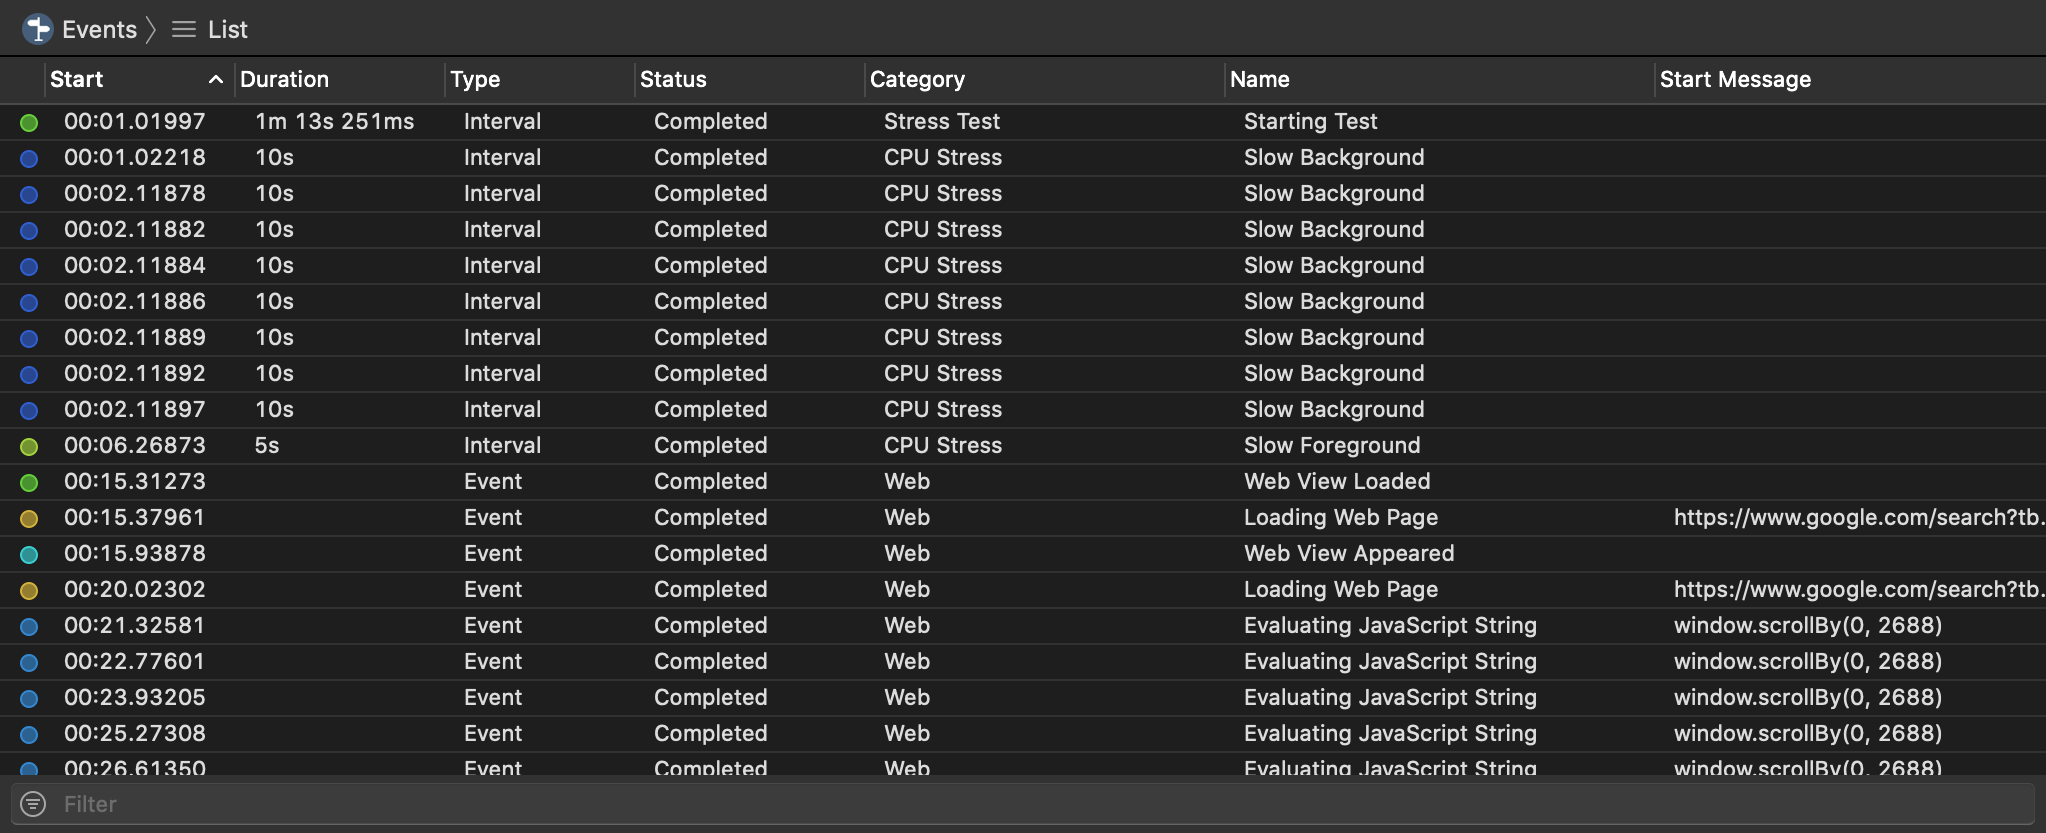 Events List
Start Duration Type Status Category Name Start Message
00:01.01997 1m 13s 251ms Interval Completed Stress Test Starting Test
00:01.02218 10s Interval Completed CPU Stress Slow Background
00:02.11878 10s Interval Completed CPU Stress Slow Background
00:02.11882 10s Interval Completed CPU Stress Slow Background
00:02.11884 10s Interval Completed CPU Stress Slow Background
00:02.11886 10s Interval Completed CPU Stress Slow Background
00:02.11889 10s Interval Completed CPU Stress Slow Background
00:02.11892 10s Interval Completed CPU Stress Slow Background
00:02.11897 10s Interval Completed CPU Stress Slow Background
00:06.26873 5s Interval Completed CPU Stress Slow Foreground
00:15.31273 Event Completed Web Web View Loaded
00:15.37961 Event Completed Web Loading Web Page https://www.google.com/search?tb.
00:15.93878 Event Completed Web Web View Appeared
00:20.02302 Event Completed Web Loading Web Page https://www.google.com/search?tb.
00:21.32581 Event Completed Web Evaluating JavaScript String window.scrollBy(0, 2688)
00:22.77601 Event Completed Web Evaluating JavaScript String window.scrollBy(0, 2688)
00:23.93205 Event Completed Web Evaluating JavaScript String window.scrollBy(0, 2688)
00:25.27308 Event Completed Web Evaluating JavaScript String window.scrollBy(0, 2688)
00:26.61350 Event Completed Web Evaluating JavaScript String window.scrollBy(0, 2688)
Filter